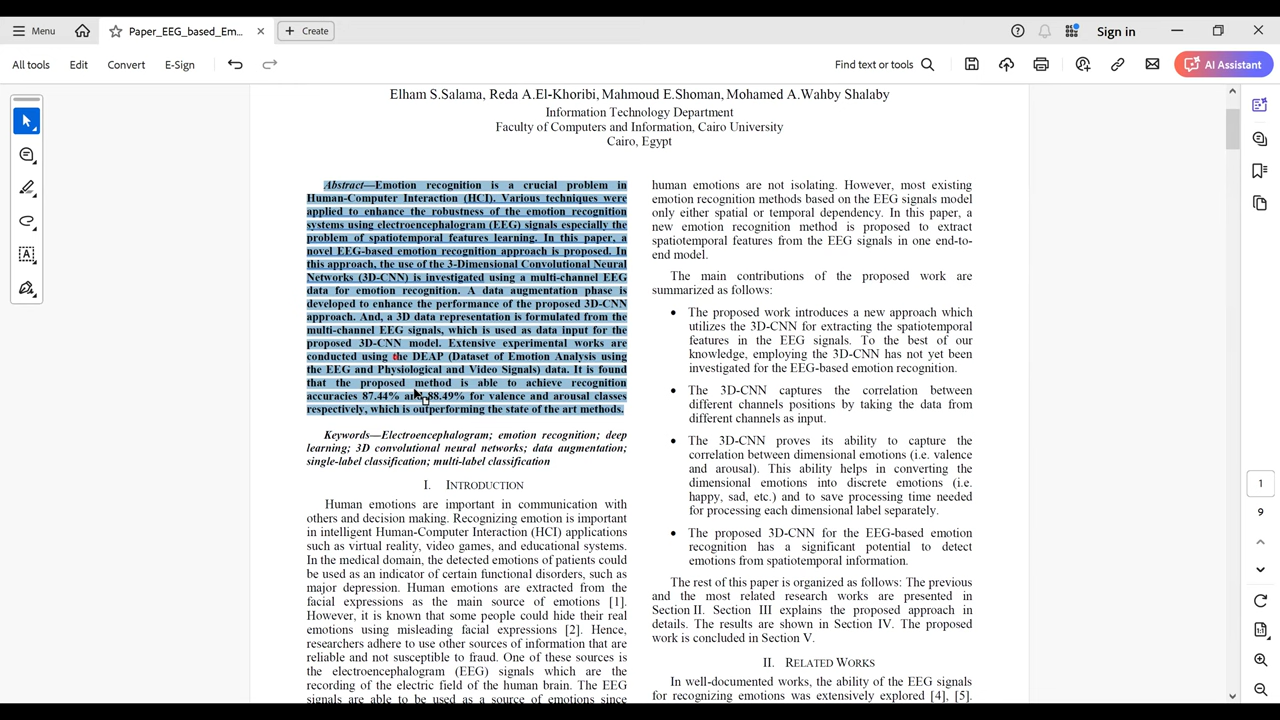 Menu
Paper_EEG_based_Em...
Create
Sign in
All tools
Edit
Convert
E-Sign
Find text or tools
AI Assistant
Elham S.Salama, Reda A.El-Khoribi, Mahmoud E.Shoman, Mohamed A.Wahby Shalaby
Information Technology Department
Faculty of Computers and Information, Cairo University
Cairo, Egypt
Abstract—Emotion recognition is a crucial problem in
Human-Computer Interaction (HCI). Various techniques were
applied to enhance the robustness of the emotion recognition
systems using electroencephalogram (EEG) signals especially the
problem of spatiotemporal features learning. In this paper, a
novel EEG-based emotion recognition approach is proposed. In
this approach, the use of the 3-Dimensional Convolutional Neural
Networks (3D-CNN) is investigated using a multi-channel EEG
data for emotion recognition. A data augmentation phase is
developed to enhance the performance of the proposed 3D-CNN
approach. And, a 3D data representation is formulated from the
multi-channel EEG signals, which is used as data input for the
proposed 3D-CNN model. Extensive experimental works are
conducted using the DEAP (Dataset of Emotion Analysis using
the EEG and Physiological and Video Signals) data. It is found
that the proposed method is able to achieve recognition
accuracies 87.44% and 88.49% for valence and arousal classes
respectively, which is outperforming the state of the art methods.
Keywords—Electroencephalogram; emotion recognition; deep
learning; 3D convolutional neural networks; data augmentation;
single-label classification; multi-label classification
I. INTRODUCTION
Human emotions are important in communication with
others and decision making. Recognizing emotion is important
in intelligent Human-Computer Interaction (HCI) applications
such as virtual reality, video games, and educational systems.
In the medical domain, the detected emotions of patients could
be used as an indicator of certain functional disorders, such as
major depression. Human emotions are extracted from the
facial expressions as the main source of emotions [1].
However, it is known that some people could hide their real
emotions using misleading facial expressions [2]. Hence,
researchers adhere to use other sources of information that are
reliable and not susceptible to fraud. One of these sources is
the electroencephalogram (EEG) signals which are the
recording of the electric field of the human brain. The EEG
signals are able to be used as a source of emotions since
human emotions are not isolating. However, most existing
emotion recognition methods based on the EEG signals model
only either spatial or temporal dependency. In this paper, a
new emotion recognition method is proposed to extract
spatiotemporal features from the EEG signals in one end-to-
end model.
The main contributions of the proposed work are
summarized as follows:
• The proposed work introduces a new approach which
utilizes the 3D-CNN for extracting the spatiotemporal
features in the EEG signals. To the best of our
knowledge, employing the 3D-CNN has not yet been
investigated for the EEG-based emotion recognition.
• The 3D-CNN captures the correlation between
different channels positions by taking the data from
different channels as input.
• The 3D-CNN proves its ability to capture the
correlation between dimensional emotions (i.e. valence
and arousal). This ability helps in converting the
dimensional emotions into discrete emotions (i.e.
happy, sad, etc.) and to save processing time needed
for processing each dimensional label separately.
• The proposed 3D-CNN for the EEG-based emotion
recognition has a significant potential to detect
emotions from spatiotemporal information.
The rest of this paper is organized as follows: The previous
and the most related research works are presented in
Section II. Section III explains the proposed approach in
details. The results are shown in Section IV. The proposed
work is concluded in Section V.
II. RELATED WORKS
In well-documented works, the ability of the EEG signals
for recognizing emotions was extensively explored [4], [5].
1
9